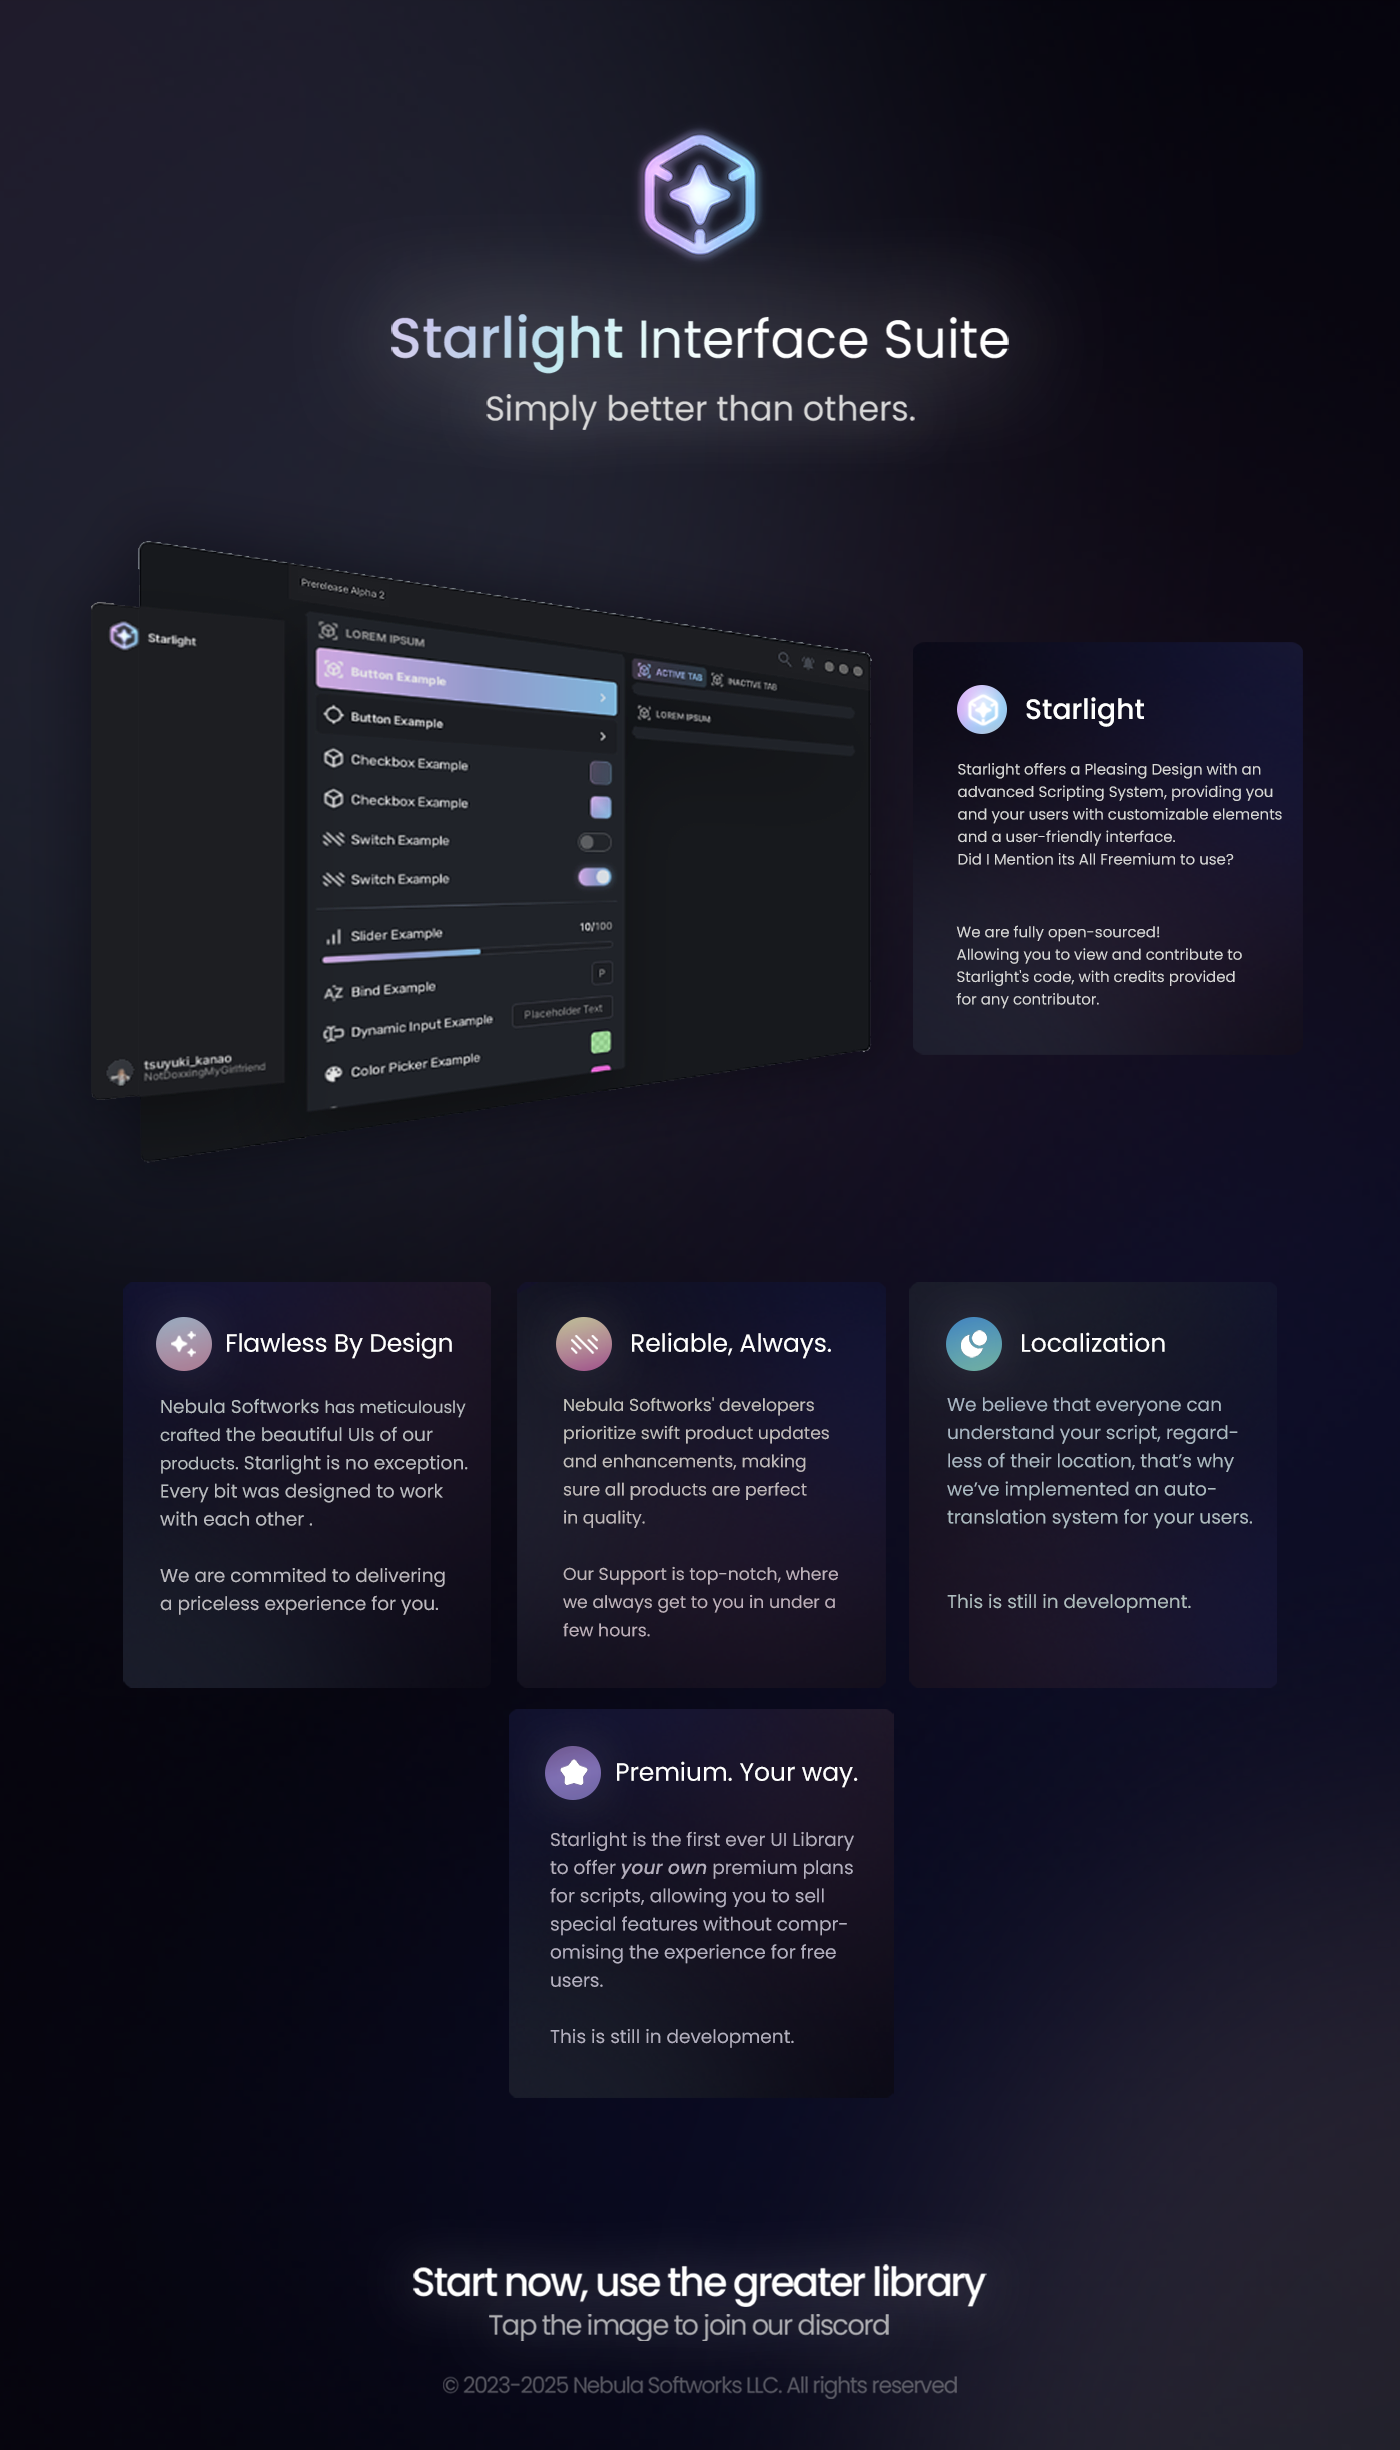 Starlight Interface Suite
Simply better than others.
Prerelease Alpha 2
Starlight
LOREM IPSUM
Button Example
Button Example
Checkbox Example
Checkbox Example
Switch Example
Switch Example
Slider Example
10/100
Bind Example
P
Dynamic Input Example
Placeholder Text
Color Picker Example
ACTIVE TAB
INACTIVE TAB
LOREM IPSUM
tsuyuki_kanao
NotDoxxingMyGirlfriend
Starlight
Starlight offers a Pleasing Design with an
advanced Scripting System, providing you
and your users with customizable elements
and a user-friendly interface.
Did I Mention its All Freemium to use?
We are fully open-sourced!
Allowing you to view and contribute to
Starlight's code, with credits provided
for any contributor.
Flawless By Design
Nebula Softworks has meticulously
crafted the beautiful UIs of our
products. Starlight is no exception.
Every bit was designed to work
with each other .
We are commited to delivering
a priceless experience for you.
Reliable, Always.
Nebula Softworks' developers
prioritize swift product updates
and enhancements, making
sure all products are perfect
in quality.
Our Support is top-notch, where
we always get to you in under a
few hours.
Localization
We believe that everyone can
understand your script, regard-
less of their location, that’s why
we’ve implemented an auto-
translation system for your users.
This is still in development.
Premium. Your way.
Starlight is the first ever UI Library
to offer your own premium plans
for scripts, allowing you to sell
special features without compr-
omising the experience for free
users.
This is still in development.
Start now, use the greater library
Tap the image to join our discord
© 2023-2025 Nebula Softworks LLC. All rights reserved